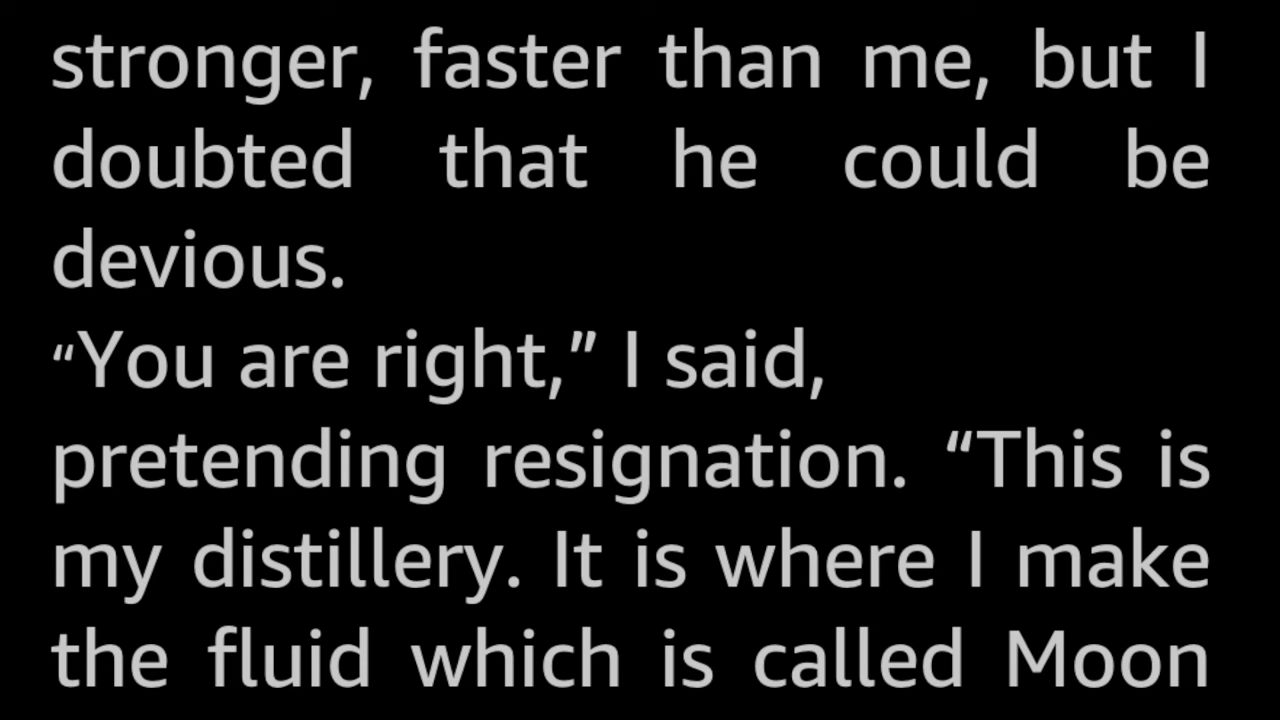 stronger, faster than me, but I
doubted that he could be
devious.
“You are right,” I said,
pretending resignation. “This is
my distillery. It is where I make
the fluid which is called Moon